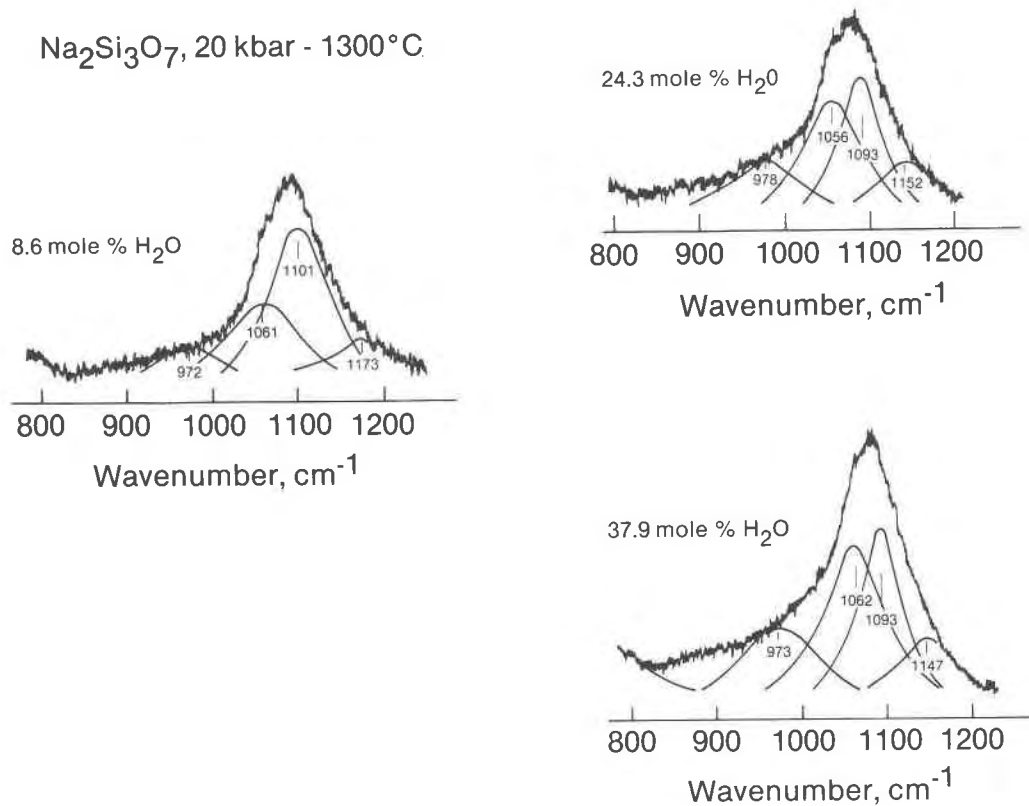 Na2Si3O7, 20 kbar - 1300°C
8.6 mole % H2O
972
1061
1101
1173
800 900 1000 1100 1200
Wavenumber, cm-1
24.3 mole % H20
978
1056
1093
1152
800 900 1000 1100 1200
Wavenumber, cm-1
37.9 mole % H2O
973
1062
1093
1147
800 900 1000 1100 1200
Wavenumber, cm-1